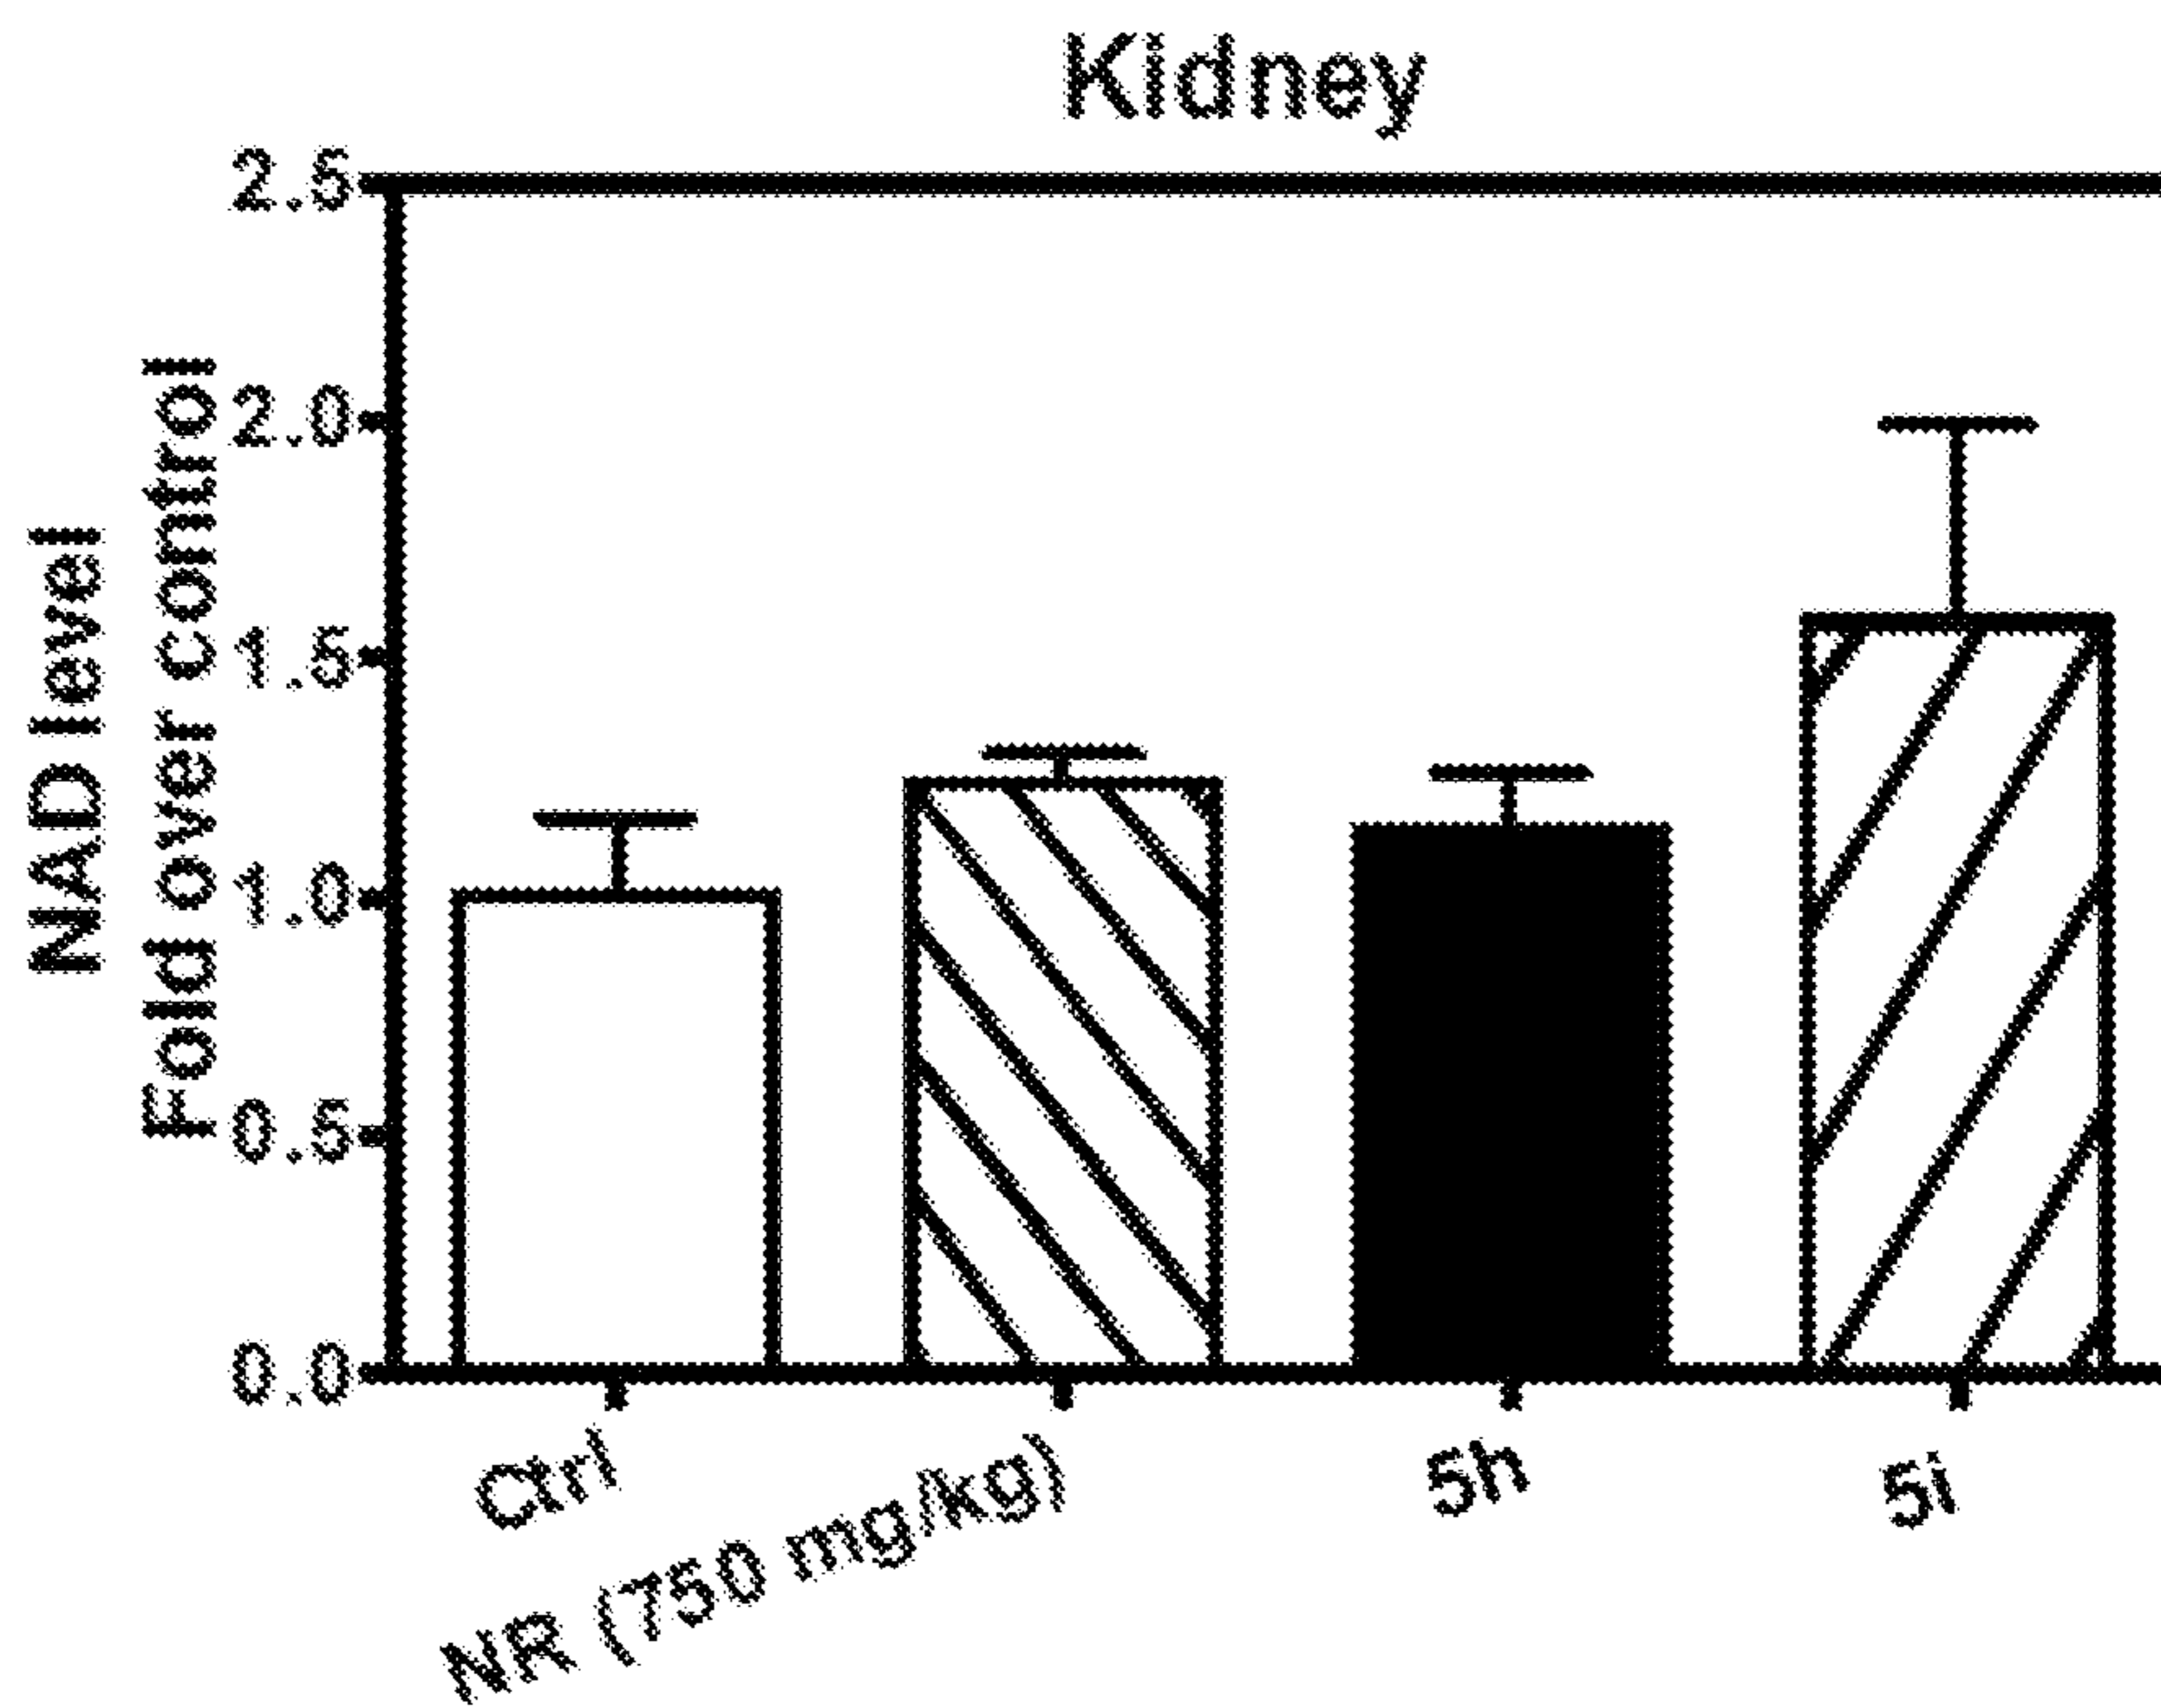 Kidney
NAD level
Fold over control
2.5
2.0
1.5
1.0
0.5
0.0
Ctrl
NR (750 mg/kg)
5h
5i